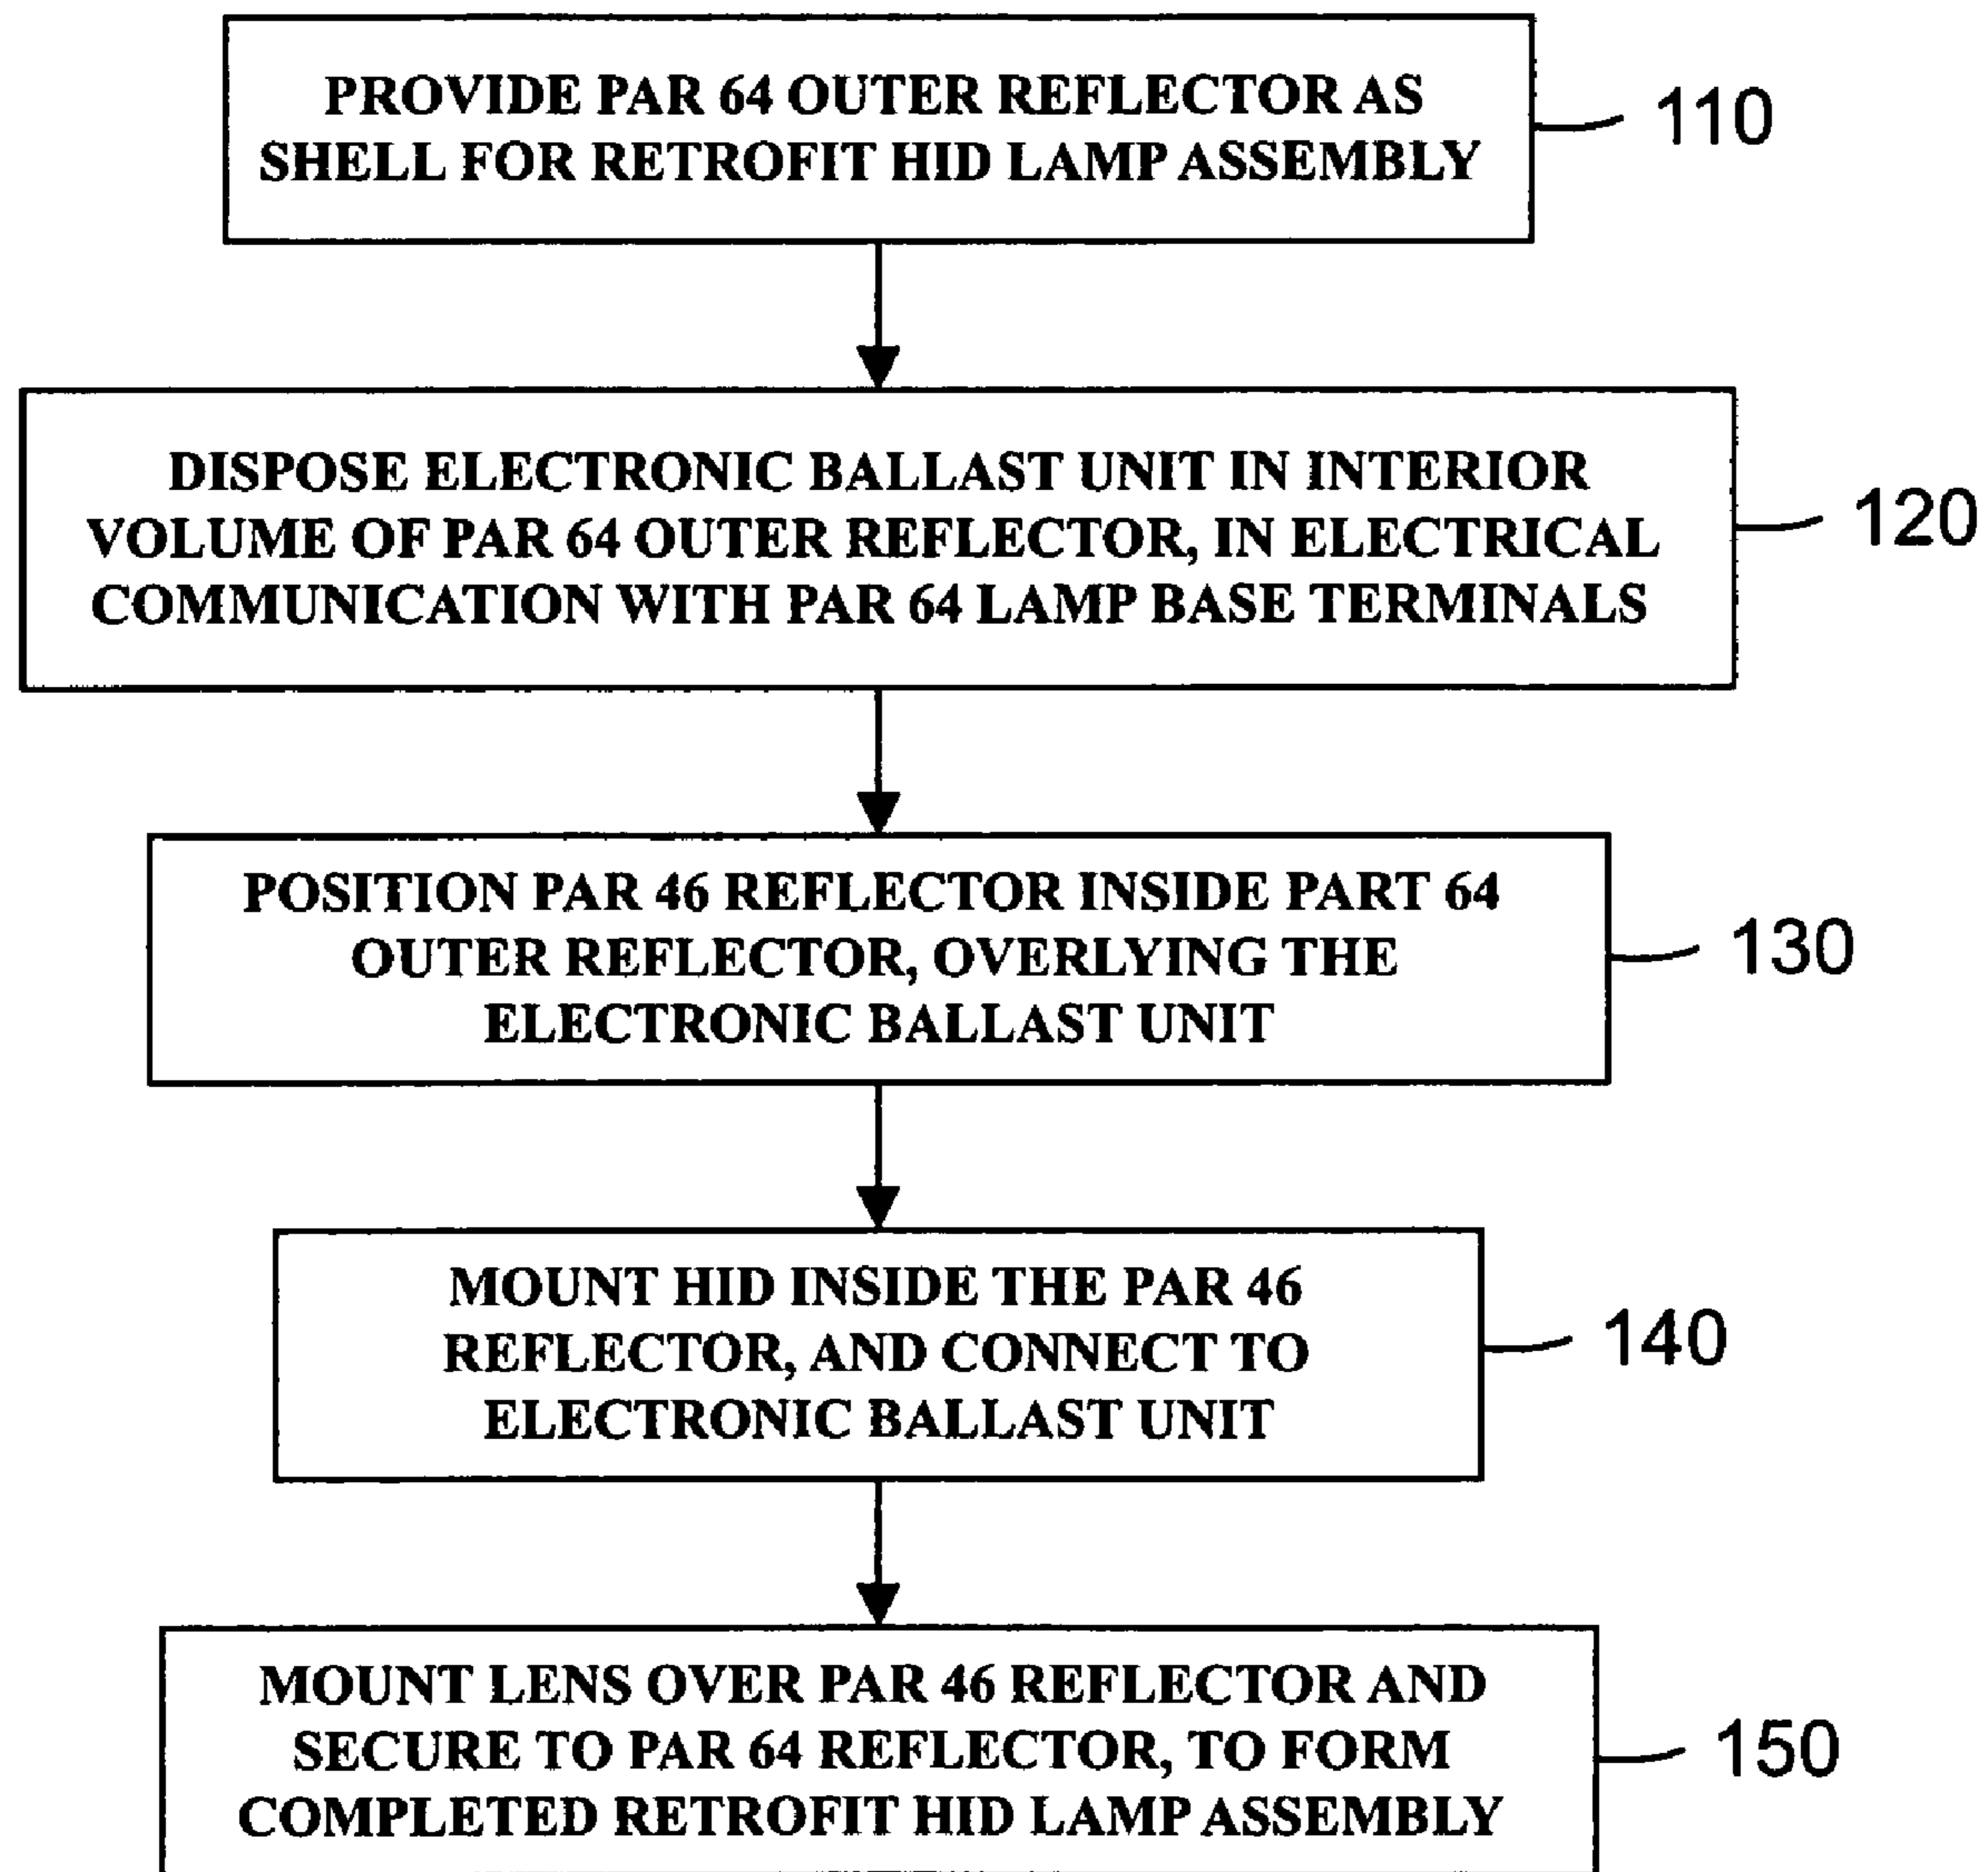 PROVIDE PAR 64 OUTER REFLECTOR AS
SHELL FOR RETROFIT HID LAMP ASSEMBLY
110
DISPOSE ELECTRONIC BALLAST UNIT IN INTERIOR
VOLUME OF PAR 64 OUTER REFLECTOR, IN ELECTRICAL
COMMUNICATION WITH PAR 64 LAMP BASE TERMINALS
120
POSITION PAR 46 REFLECTOR INSIDE PART 64
OUTER REFLECTOR, OVERLYING THE
ELECTRONIC BALLAST UNIT
130
MOUNT HID INSIDE THE PAR 46
REFLECTOR, AND CONNECT TO
ELECTRONIC BALLAST UNIT
140
MOUNT LENS OVER PAR 46 REFLECTOR AND
SECURE TO PAR 64 REFLECTOR, TO FORM
COMPLETED RETROFIT HID LAMP ASSEMBLY
150